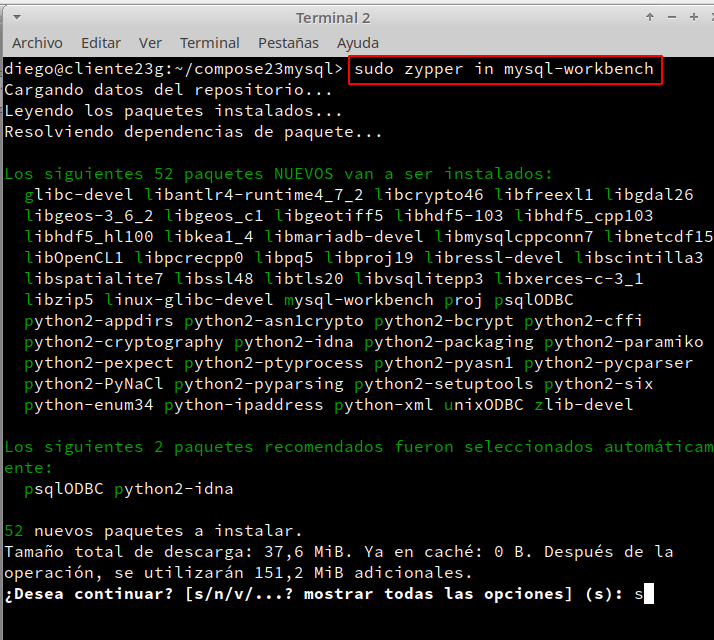 Terminal 2
Archivo Editar Ver Terminal Pestañas Ayuda
diego@cliente23g:~/compose23mysql> sudo zypper in mysql-workbench
Cargando datos del repositorio...
Leyendo los paquetes instalados...
Resolviendo dependencias de paquete...
Los siguientes 52 paquetes NUEVOS van a ser instalados:
glibc-devel libantlr4-runtime4_7_2 libcrypto46 libfreexl1 libgdal26
libgeos-3_6_2 libgeos_c1 libgeotiff5 libhdf5-103 libhdf5_cpp103
libhdf5_hl100 libkea1_4 libmariadb-devel libmysqlcppconn7 libnetcdf15
libOpenCL1 libpcrecpp0 libpq5 libproj19 libressl-devel libscintilla3
libspatialite7 libssl48 libtls20 libvsqlitepp3 libxerces-c-3_1
libzip5 linux-glibc-devel mysql-workbench proj psqlODBC
python2-appdirs python2-asn1crypto python2-bcrypt python2-cffi
python2-cryptography python2-idna python2-packaging python2-paramiko
python2-pexpect python2-ptyprocess python2-pyasn1 python2-pycparser
python2-PyNaCl python2-pyparsing python2-setuptools python2-six
python-enum34 python-ipaddress python-xml unixODBC zlib-devel
Los siguientes 2 paquetes recomendados fueron seleccionados automáticam
ente:
psqlODBC python2-idna
52 nuevos paquetes a instalar.
Tamaño total de descarga: 37,6 MiB. Ya en caché: 0 B. Después de la
operación, se utilizarán 151,2 MiB adicionales.
¿Desea continuar? [s/n/v/...? mostrar todas las opciones] (s): s